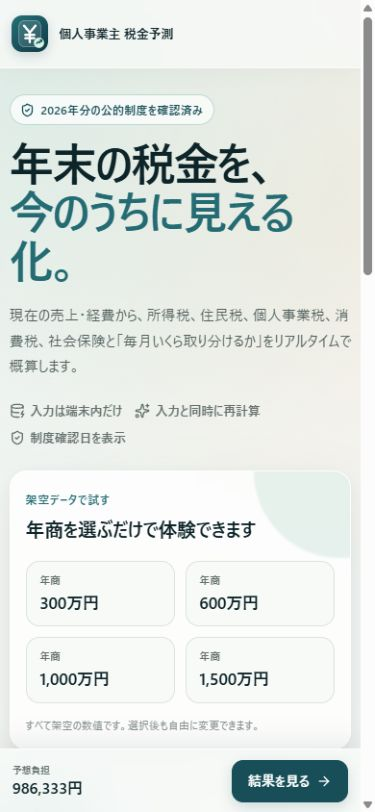 個人事業主 税金予測
2026年分の公的制度を確認済み
年末の税金を、
今のうちに見える
化。
現在の売上・経費から、所得税、住民税、個人事業税、消
費税、社会保険と「毎月いくら取り分けるか」をリアルタイムで
概算します。
入力は端末内だけ 入力と同時に再計算
制度確認日を表示
架空データで試す
年商を選ぶだけで体験できます
年商 年商
300万円 600万円
年商 年商
1,000万円 1,500万円
すべて架空の数値です。選択後も自由に変更できます。
予想負担
986,333円 結果を見る →